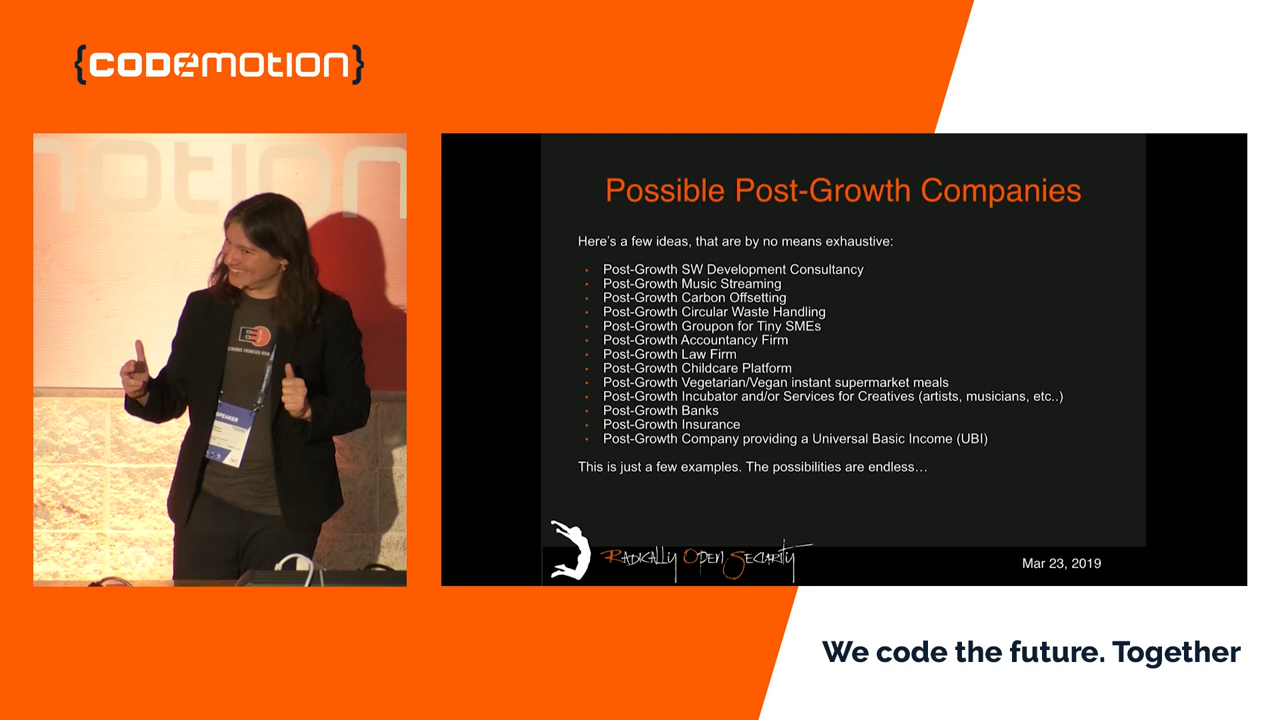 {CODEMOTION}
motion
Possible Post-Growth Companies
Here's a few ideas, that are by no means exhaustive:
• Post-Growth SW Development Consultancy
• Post-Growth Music Streaming
• Post-Growth Carbon Offsetting
• Post-Growth Circular Waste Handling
• Post-Growth Groupon for Tiny SMEs
• Post-Growth Accountancy Firm
• Post-Growth Law Firm
• Post-Growth Childcare Platform
• Post-Growth Vegetarian/Vegan instant supermarket meals
• Post-Growth Incubator and/or Services for Creatives (artists, musicians, etc..)
• Post-Growth Banks
• Post-Growth Insurance
• Post-Growth Company providing a Universal Basic Income (UBI)
This is just a few examples. The possibilities are endless…
Radically Open Security
Mar 23, 2019
SPEAKER
We code the future. Together